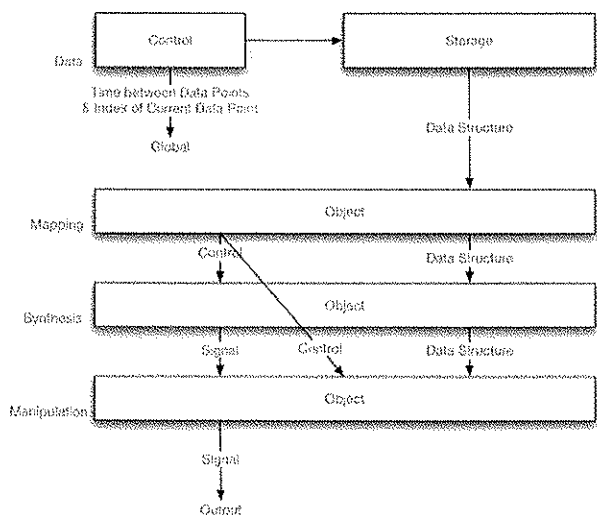 Control
Storage
Data
Time between Data Points
& Index of Current Data Point
Data Structure
Global
Object
Mapping
Control
Data Structure
Object
Synthesis
Signal
Control
Data Structure
Object
Manipulation
Signal
Output